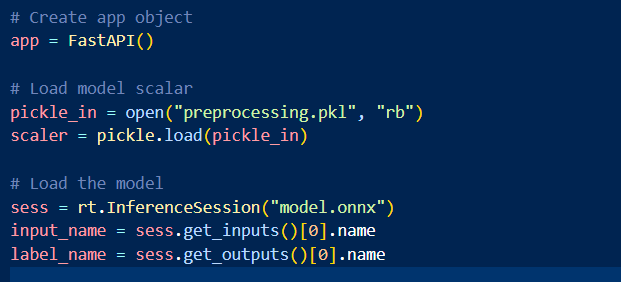 # Create app object
app = FastAPI()
# Load model scalar
pickle_in = open("preprocessing.pkl", "rb")
scaler = pickle.load(pickle_in)
# Load the model
sess = rt.InferenceSession("model.onnx")
input_name = sess.get_inputs()[0].name
label_name = sess.get_outputs()[0].name